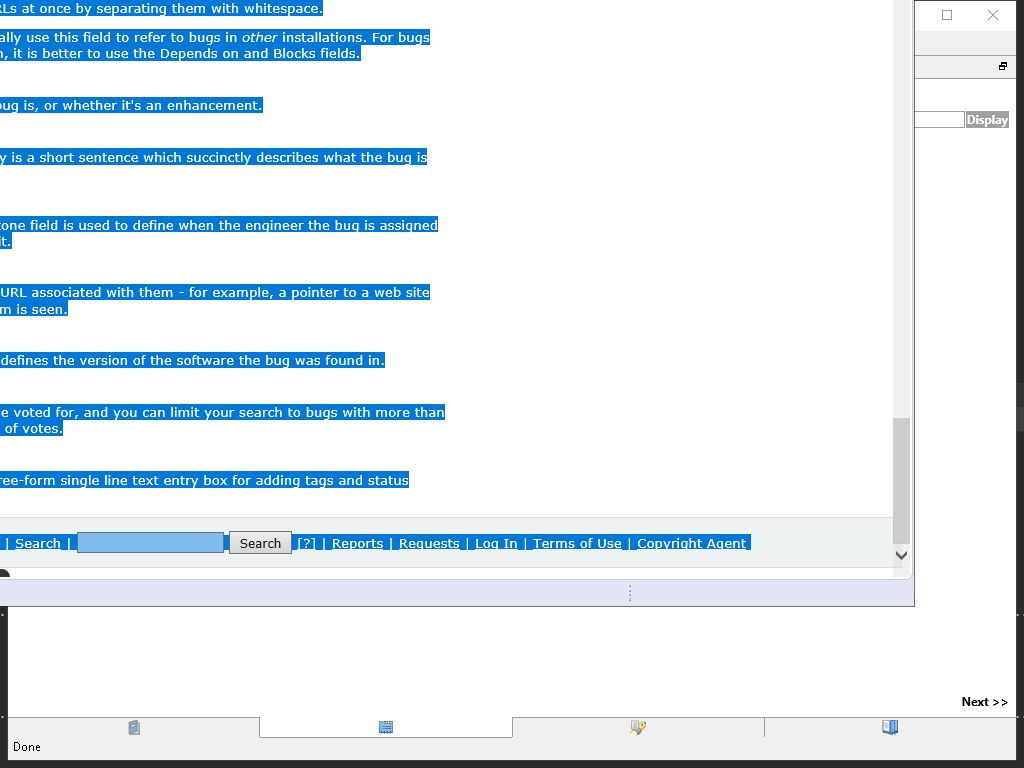 RLs at once by separating them with whitespace.
ally use this field to refer to bugs in other installations. For bugs
, it is better to use the Depends on and Blocks fields.
ug is, or whether it's an enhancement.
y is a short sentence which succinctly describes what the bug is
one field is used to define when the engineer the bug is assigned
it.
URL associated with them - for example, a pointer to a web site
m is seen.
defines the version of the software the bug was found in.
e voted for, and you can limit your search to bugs with more than
of votes.
ree-form single line text entry box for adding tags and status
| Search | Search [?] | Reports | Requests | Log In | Terms of Use | Copyright Agent
Display
Next >>
Done